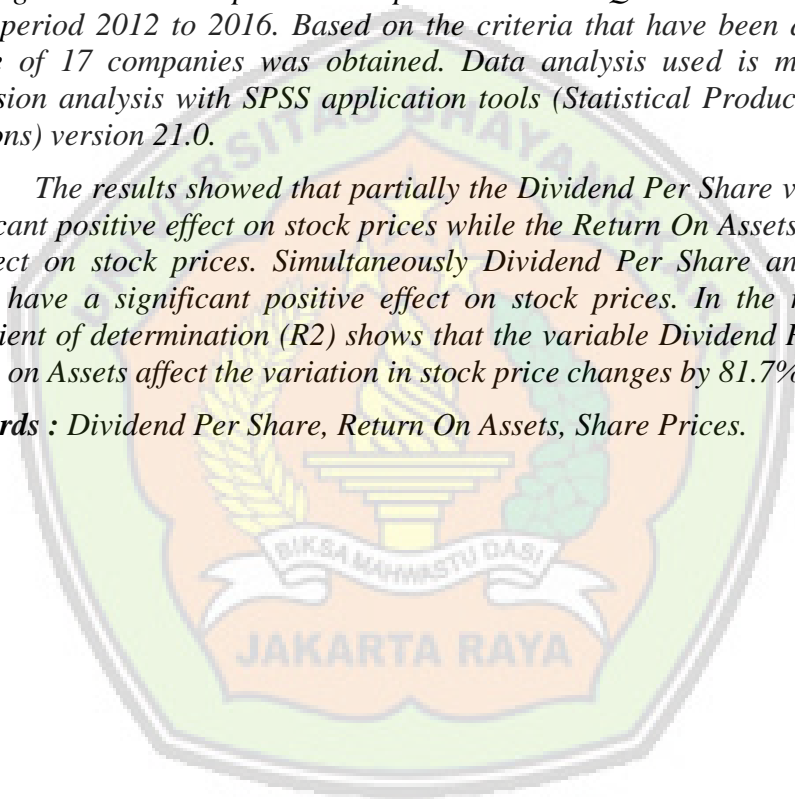 period 2012 to 2016. Based on the criteria that have been
of 17 companies was obtained. Data analysis used is
sion analysis with SPSS application tools (Statistical Produc
ons) version 21.0.
The results showed that partially the Dividend Per Share v
cant positive effect on stock prices while the Return On Assets
ect on stock prices. Simultaneously Dividend Per Share an
have a significant positive effect on stock prices. In the
ient of determination (R2) shows that the variable Dividend
on Assets affect the variation in stock price changes by 81.7%
rds : Dividend Per Share, Return On Assets, Share Prices.
UNIVERSITAS BHAYANGKARA
BIKSA MAHWASTU DASI
JAKARTA RAYA